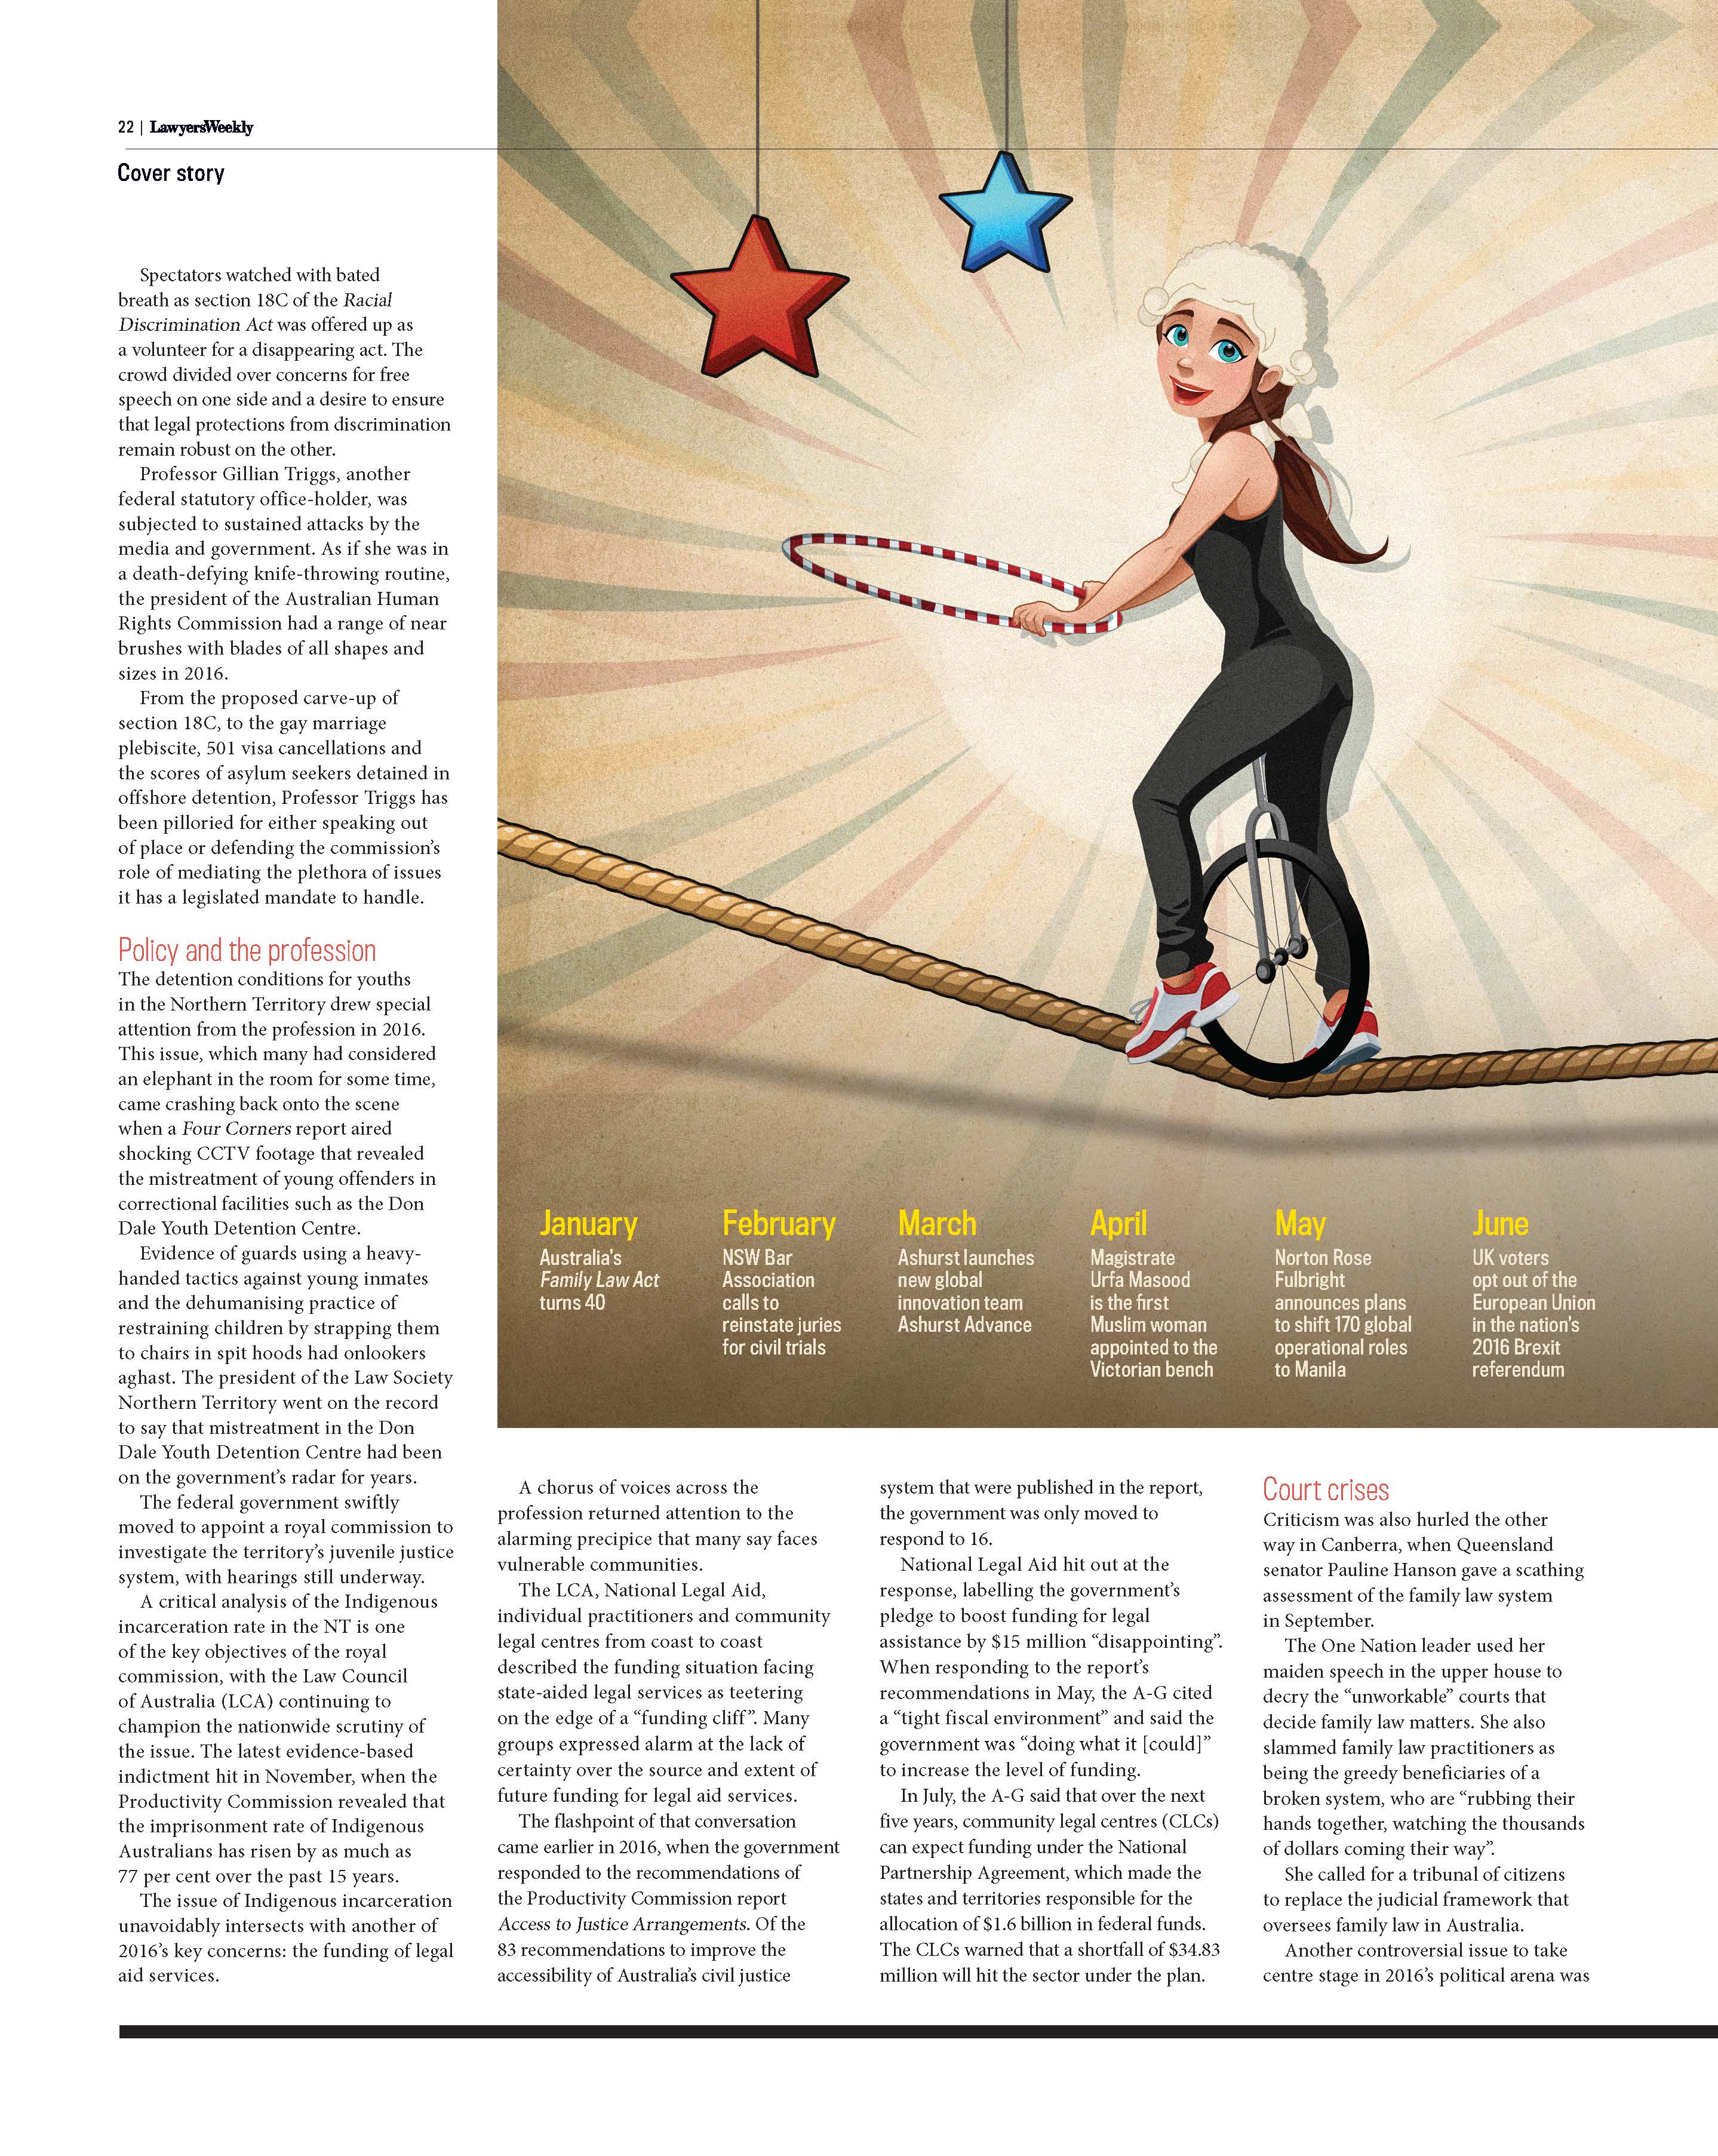 22 | LawyersWeekly
Cover story
Spectators watched with bated
breath as section 18C of the Racial
Discrimination Act was offered up as
a volunteer for a disappearing act. The
crowd divided over concerns for free
speech on one side and a desire to ensure
that legal protections from discrimination
remain robust on the other.
Professor Gillian Triggs, another
federal statutory office-holder, was
subjected to sustained attacks by the
media and government. As if she was in
a death-defying knife-throwing routine,
the president of the Australian Human
Rights Commission had a range of near
brushes with blades of all shapes and
sizes in 2016.
From the proposed carve-up of
section 18C, to the gay marriage
plebiscite, 501 visa cancellations and
the scores of asylum seekers detained in
offshore detention, Professor Triggs has
been pilloried for either speaking out
of place or defending the commission’s
role of mediating the plethora of issues
it has a legislated mandate to handle.
Policy and the profession
The detention conditions for youths
in the Northern Territory drew special
attention from the profession in 2016.
This issue, which many had considered
an elephant in the room for some time,
came crashing back onto the scene
when a Four Corners report aired
shocking CCTV footage that revealed
the mistreatment of young offenders in
correctional facilities such as the Don
Dale Youth Detention Centre.
Evidence of guards using a heavy-
handed tactics against young inmates
and the dehumanising practice of
restraining children by strapping them
to chairs in spit hoods had onlookers
aghast. The president of the Law Society
Northern Territory went on the record
to say that mistreatment in the Don
Dale Youth Detention Centre had been
on the government’s radar for years.
The federal government swiftly
moved to appoint a royal commission to
investigate the territory’s juvenile justice
system, with hearings still underway.
A critical analysis of the Indigenous
incarceration rate in the NT is one
of the key objectives of the royal
commission, with the Law Council
of Australia (LCA) continuing to
champion the nationwide scrutiny of
the issue. The latest evidence-based
indictment hit in November, when the
Productivity Commission revealed that
the imprisonment rate of Indigenous
Australians has risen by as much as
77 per cent over the past 15 years.
The issue of Indigenous incarceration
unavoidably intersects with another of
2016’s key concerns: the funding of legal
aid services.
January
Australia’s
Family Law Act
turns 40
February
NSW Bar
Association
calls to
reinstate juries
for civil trials
March
Ashurst launches
new global
innovation team
Ashurst Advance
April
Magistrate
Urfa Masood
is the first
Muslim woman
appointed to the
Victorian bench
May
Norton Rose
Fulbright
announces plans
to shift 170 global
operational roles
to Manila
June
UK voters
opt out of the
European Union
in the nation’s
2016 Brexit
referendum
A chorus of voices across the
profession returned attention to the
alarming precipice that many say faces
vulnerable communities.
The LCA, National Legal Aid,
individual practitioners and community
legal centres from coast to coast
described the funding situation facing
state-aided legal services as teetering
on the edge of a “funding cliff”. Many
groups expressed alarm at the lack of
certainty over the source and extent of
future funding for legal aid services.
The flashpoint of that conversation
came earlier in 2016, when the government
responded to the recommendations of
the Productivity Commission report
Access to Justice Arrangements. Of the
83 recommendations to improve the
accessibility of Australia’s civil justice
system that were published in the report,
the government was only moved to
respond to 16.
National Legal Aid hit out at the
response, labelling the government’s
pledge to boost funding for legal
assistance by $15 million “disappointing”.
When responding to the report’s
recommendations in May, the A-G cited
a “tight fiscal environment” and said the
government was “doing what it [could]”
to increase the level of funding.
In July, the A-G said that over the next
five years, community legal centres (CLCs)
can expect funding under the National
Partnership Agreement, which made the
states and territories responsible for the
allocation of $1.6 billion in federal funds.
The CLCs warned that a shortfall of $34.83
million will hit the sector under the plan.
Court crises
Criticism was also hurled the other
way in Canberra, when Queensland
senator Pauline Hanson gave a scathing
assessment of the family law system
in September.
The One Nation leader used her
maiden speech in the upper house to
decry the “unworkable” courts that
decide family law matters. She also
slammed family law practitioners as
being the greedy beneficiaries of a
broken system, who are “rubbing their
hands together, watching the thousands
of dollars coming their way”.
She called for a tribunal of citizens
to replace the judicial framework that
oversees family law in Australia.
Another controversial issue to take
centre stage in 2016’s political arena was